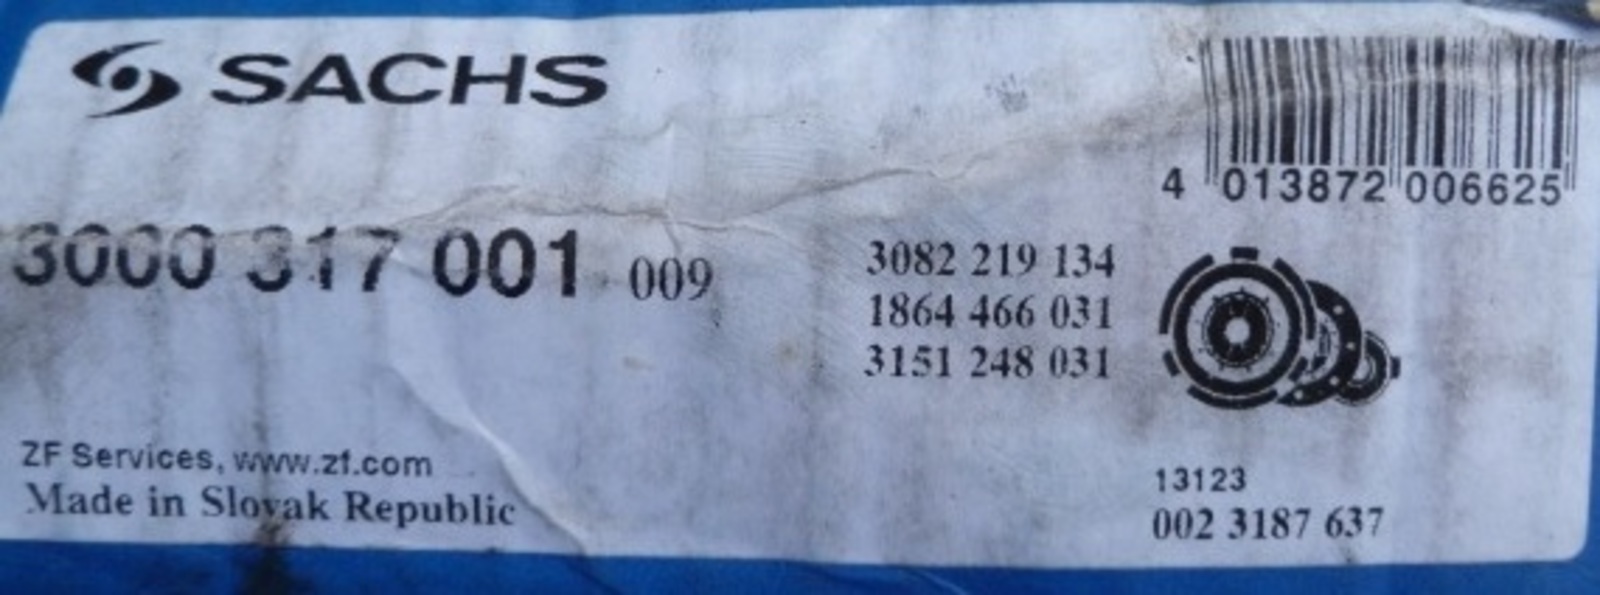 SACHS
4 013872 006625
3000 317 001 009
3082 219 134
1864 466 031
3151 248 031
ZF Services, www.zf.com
Made in Slovak Republic
13123
002 3187 637